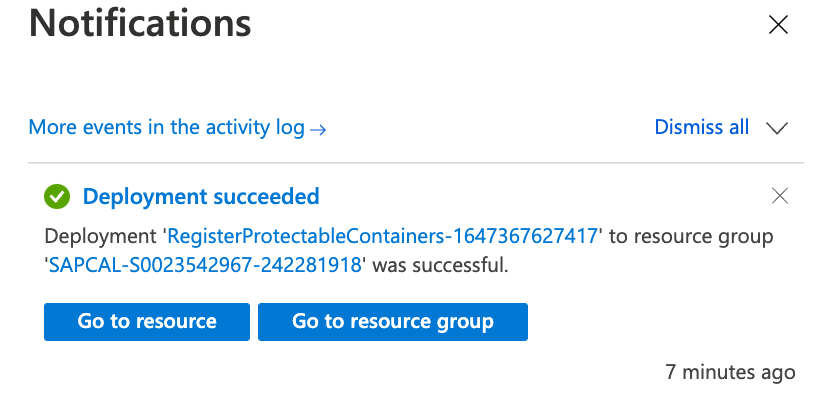 Notifications
More events in the activity log→
Dismiss all
Deployment succeeded
Deployment 'RegisterProtectableContainers-1647367627417' to resource group
'SAPCAL-S0023542967-242281918' was successful.
Go to resource
Go to resource group
7 minutes ago